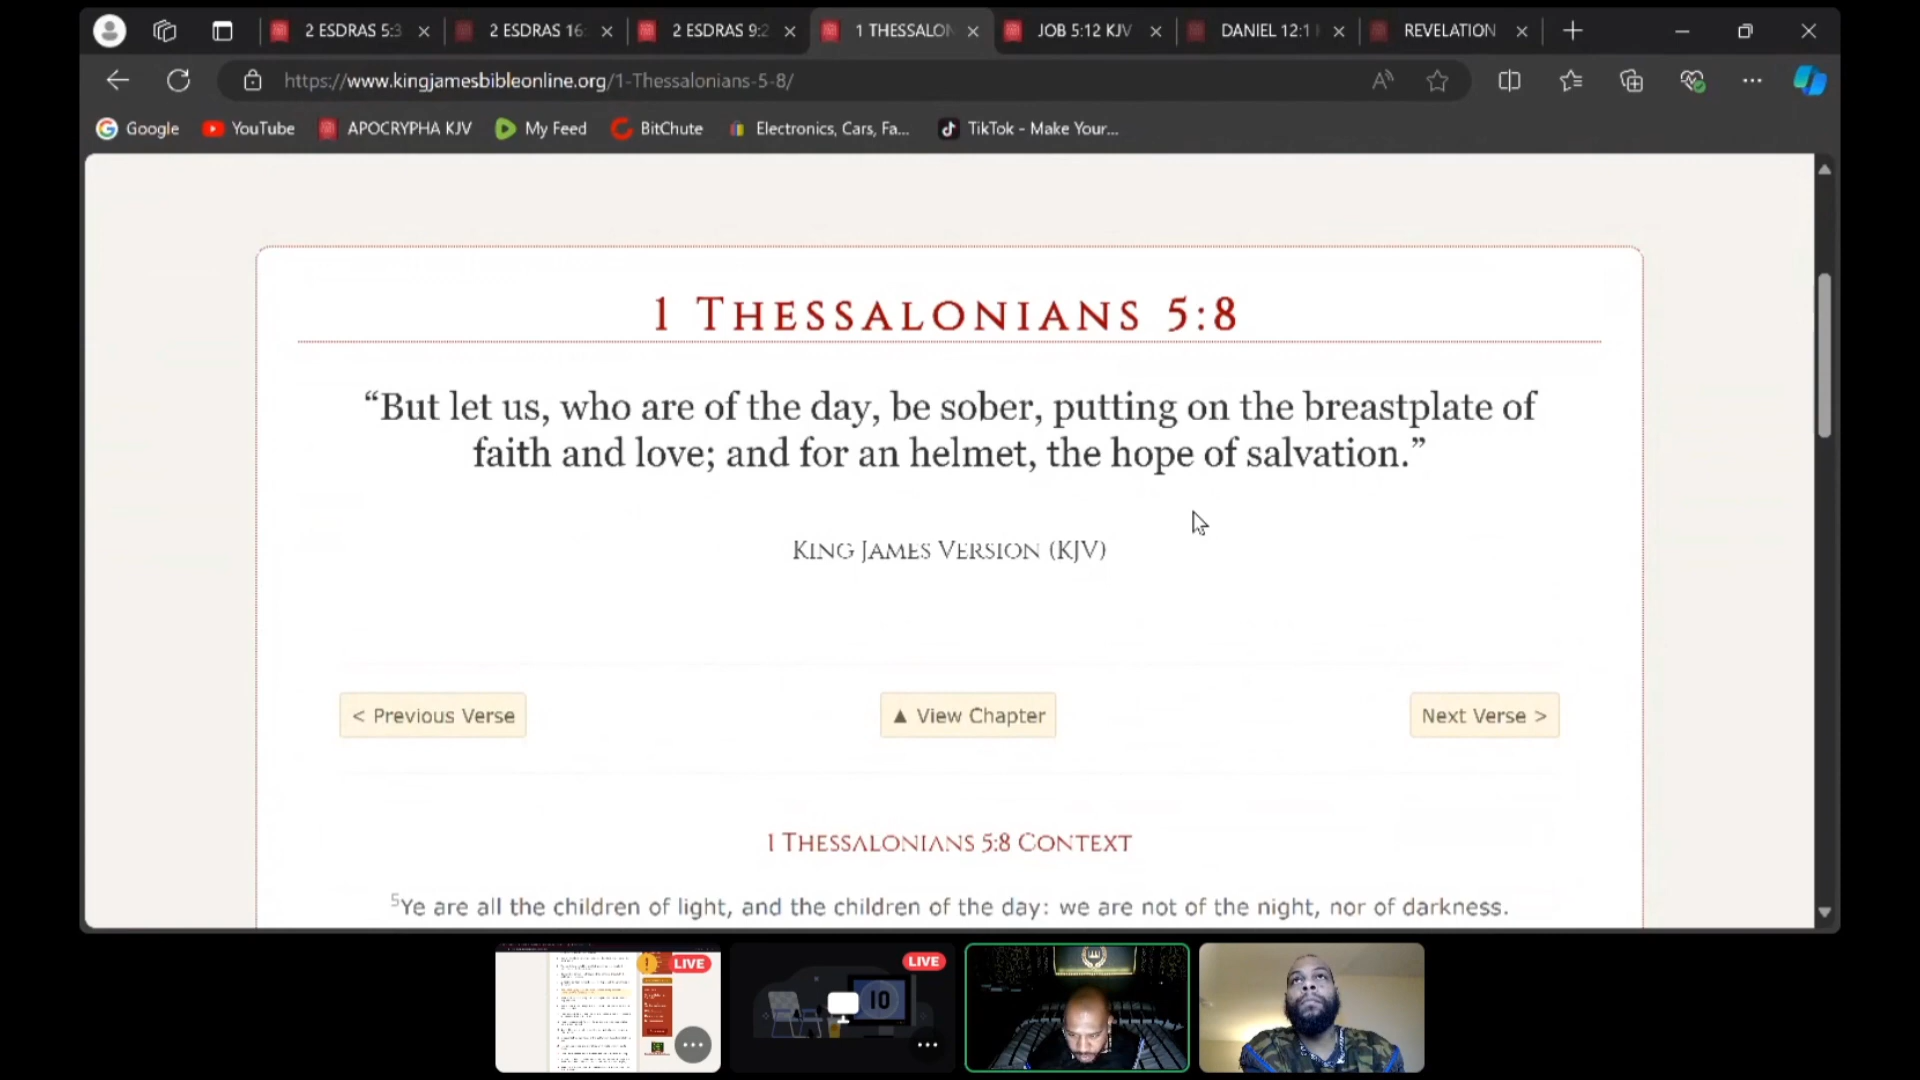 2 ESDRAS 5:3
2 ESDRAS 16:
2 ESDRAS 9:2
1 THESSALON
JOB 5:12 KJV
DANIEL 12:1
REVELATION
https://www.kingjamesbibleonline.org/1-Thessalonians-5-8/
Google
YouTube
APOCRYPHA KJV
My Feed
BitChute
Electronics, Cars, Fa...
TikTok - Make Your...
1 THESSALONIANS 5:8
“But let us, who are of the day, be sober, putting on the breastplate of
faith and love; and for an helmet, the hope of salvation.”
KING JAMES VERSION (KJV)
< Previous Verse
▲ View Chapter
Next Verse >
1 THESSALONIANS 5:8 CONTEXT
5Ye are all the children of light, and the children of the day: we are not of the night, nor of darkness.
LIVE
LIVE
10